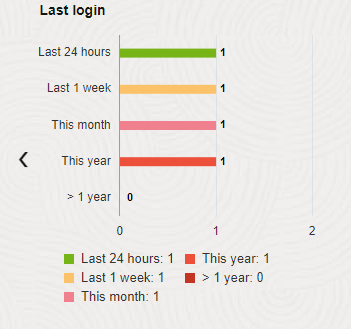 Last login
Last 24 hours 1
Last 1 week 1
This month 1
This year 1
> 1 year 0
0 1 2
Last 24 hours: 1 This year: 1
Last 1 week: 1 > 1 year: 0
This month: 1